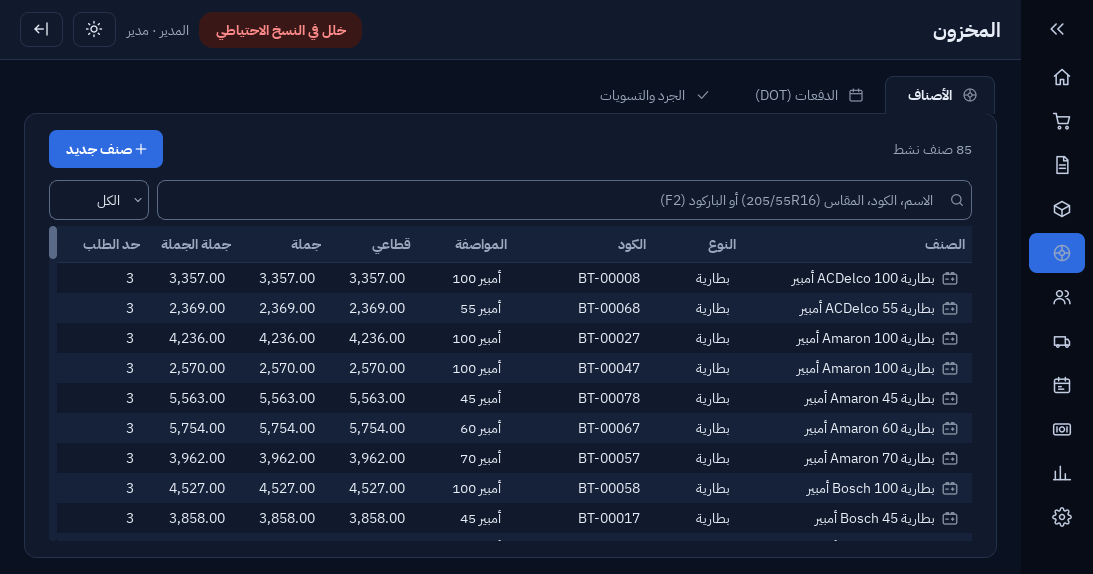 المخزون
خلل في النسخ الاحتياطي
المدير · مدير
الأصناف
الدفعات (DOT)
الجرد والتسويات
85 صنف نشط
صنف جديد
الاسم، الكود، المقاس (205/55R16) أو الباركود (F2)
الكل
الصنف النوع الكود المواصفة قطاعي جملة جملة الجملة حد الطلب
بطارية ACDelco 100 أمبير بطارية BT-00008 100 أمبير 3,357.00 3,357.00 3,357.00 3
بطارية ACDelco 55 أمبير بطارية BT-00068 55 أمبير 2,369.00 2,369.00 2,369.00 3
بطارية Amaron 100 أمبير بطارية BT-00027 100 أمبير 4,236.00 4,236.00 4,236.00 3
بطارية Amaron 100 أمبير بطارية BT-00047 100 أمبير 2,570.00 2,570.00 2,570.00 3
بطارية Amaron 45 أمبير بطارية BT-00078 45 أمبير 5,563.00 5,563.00 5,563.00 3
بطارية Amaron 60 أمبير بطارية BT-00067 60 أمبير 5,754.00 5,754.00 5,754.00 3
بطارية Amaron 70 أمبير بطارية BT-00057 70 أمبير 3,962.00 3,962.00 3,962.00 3
بطارية Bosch 100 أمبير بطارية BT-00058 100 أمبير 4,527.00 4,527.00 4,527.00 3
بطارية Bosch 45 أمبير بطارية BT-00017 45 أمبير 3,858.00 3,858.00 3,858.00 3